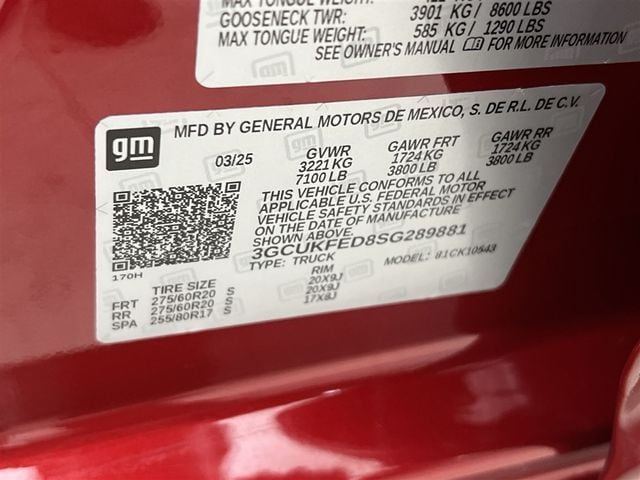 3901 KG / 8600 LBS
GOOSENECK TWR:
MAX TONGUE WEIGHT: 585 KG / 1290 LBS
SEE OWNER'S MANUAL FOR MORE INFORMATION
gm
MFD BY GENERAL MOTORS DE MEXICO, S. DE R.L. DE C.V.
03/25 GVWR GAWR FRT GAWR RR
3221 KG 1724 KG 1724 KG
7100 LB 3800 LB 3800 LB
THIS VEHICLE CONFORMS TO ALL
APPLICABLE U.S. FEDERAL MOTOR
VEHICLE SAFETY STANDARDS IN EFFECT
ON THE DATE OF MANUFACTURE
SHOWN ABOVE.
3GCUKFED8SG289881
170H
TYPE: TRUCK MODEL: 81CK10543
TIRE SIZE RIM
FRT 275/60R20 S 20X9J
RR 275/60R20 S 20X9J
SPA 255/80R17 S 17X8J